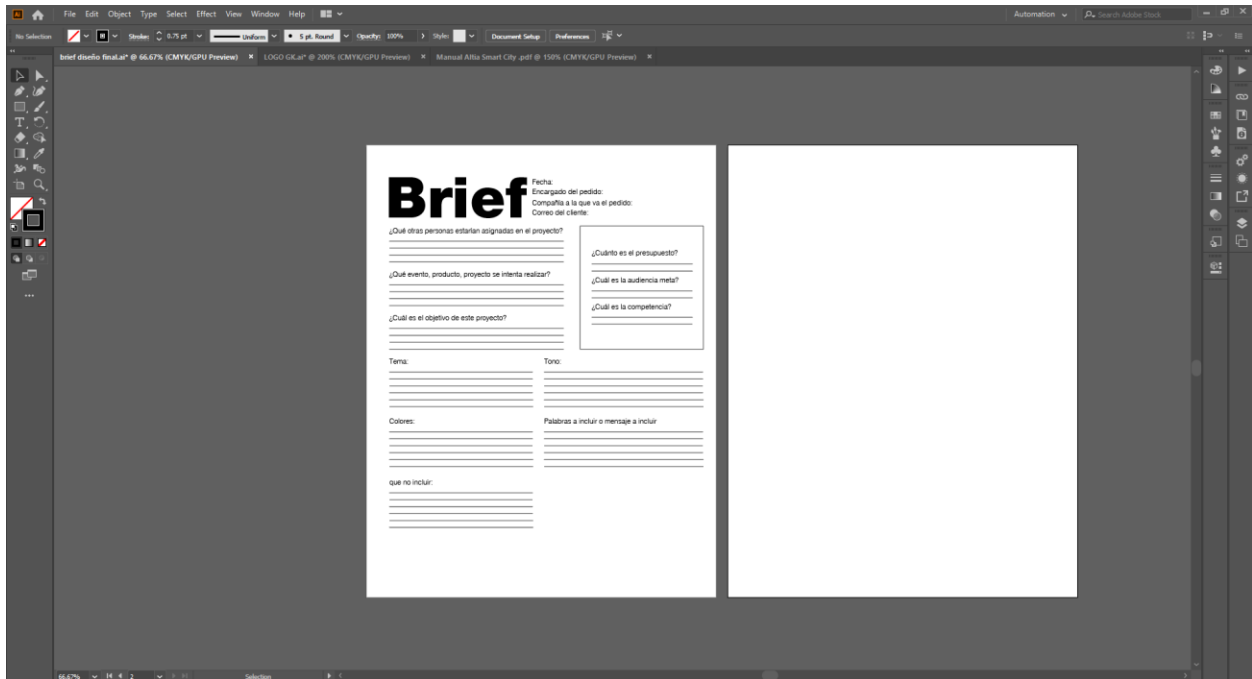 File Edit Object Type Select Effect View Window Help
Automation
Search Adobe Stock
No Selection
Stroke: 0.75 pt Uniform 5 pt. Round Opacity: 100% Style: Document Setup Preferences
brief diseño final.ai* @ 66.67% (CMYK/GPU Preview) × LOGO GK.ai* @ 200% (CMYK/GPU Preview) × Manual Altia Smart City .pdf @ 150% (CMYK/GPU Preview) ×
Brief
Fecha:
Encargado del pedido:
Compañía a la que va el pedido:
Correo del cliente:
¿Qué otras personas estarían asignadas en el proyecto?
¿Qué evento, producto, proyecto se intenta realizar?
¿Cuál es el objetivo de este proyecto?
¿Cuánto es el presupuesto?
¿Cuál es la audiencia meta?
¿Cuál es la competencia?
Tema:
Tono:
Colores:
Palabras a incluir o mensaje a incluir
que no incluir:
66.67% 2 Selection